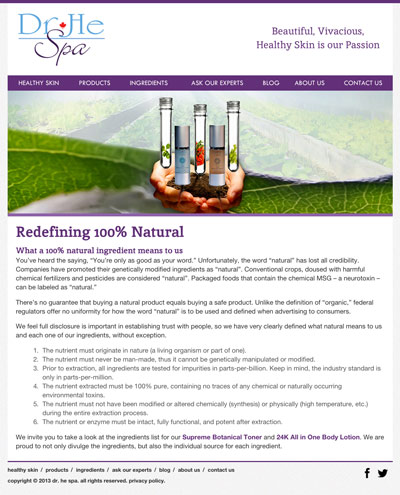 Dr. He
Spa
Beautiful, Vivacious,
Healthy Skin is our Passion
HEALTHY SKIN PRODUCTS INGREDIENTS ASK OUR EXPERTS BLOG ABOUT US CONTACT US
Redefining 100% Natural
What a 100% natural ingredient means to us
You've heard the saying, "You're only as good as your word." Unfortunately, the word "natural" has lost all credibility.
Companies have promoted their genetically modified ingredients as "natural". Conventional crops, doused with harmful
chemical fertilizers and pesticides are considered "natural". Packaged foods that contain the chemical MSG – a neurotoxin –
can be labeled as "natural."
There's no guarantee that buying a natural product equals buying a safe product. Unlike the definition of "organic," federal
regulators offer no uniformity for how the word "natural" is to be used and defined when advertising to consumers.
We feel full disclosure is important in establishing trust with people, so we have very clearly defined what natural means to us
and each one of our ingredients, without exception.
1. The nutrient must originate in nature (a living organism or part of one).
2. The nutrient must never be man-made, thus it cannot be genetically manipulated or modified.
3. Prior to extraction, all ingredients are tested for impurities in parts-per-billion. Keep in mind, the industry standard is
only in parts-per-million.
4. The nutrient extracted must be 100% pure, containing no traces of any chemical or naturally occurring
environmental toxins.
5. The nutrient must not have been modified or altered chemically (synthesis) or physically (high temperature, etc.)
during the entire extraction process.
6. The nutrient or enzyme must be intact, fully functional, and potent after extraction.
We invite you to take a look at the ingredients list for our Supreme Botanical Toner and 24K All in One Body Lotion. We are
proud to not only divulge the ingredients, but also the individual source for each ingredient.
healthy skin / products / ingredients / ask our experts / blog / about us / contact us
copyright © 2013 dr. he spa. all rights reserved. privacy policy.